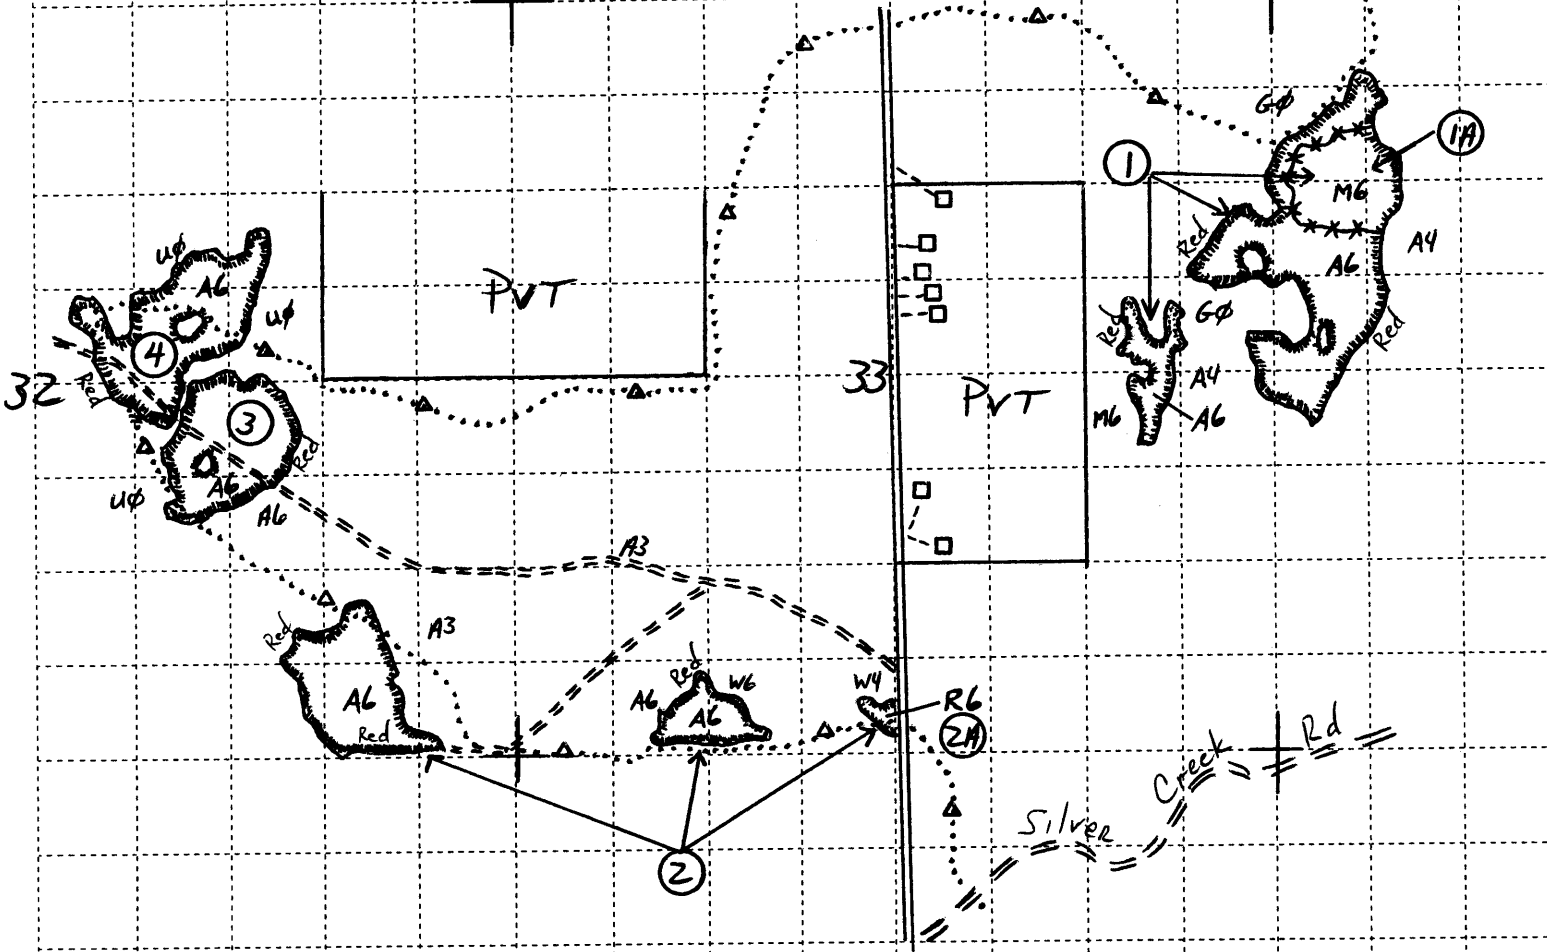 GØ
1A
1
M6
Red
A4
A6
uØ
A6
PvT
GØ
uØ
Red
Red
4
32
Red
33
PvT
A4
M6
A6
3
Red
A6
uØ
A6
A3
Red
A3
Red
W6
W4
A6
A6
A6
R6
Red
2A
Creek Rd
Silver
2